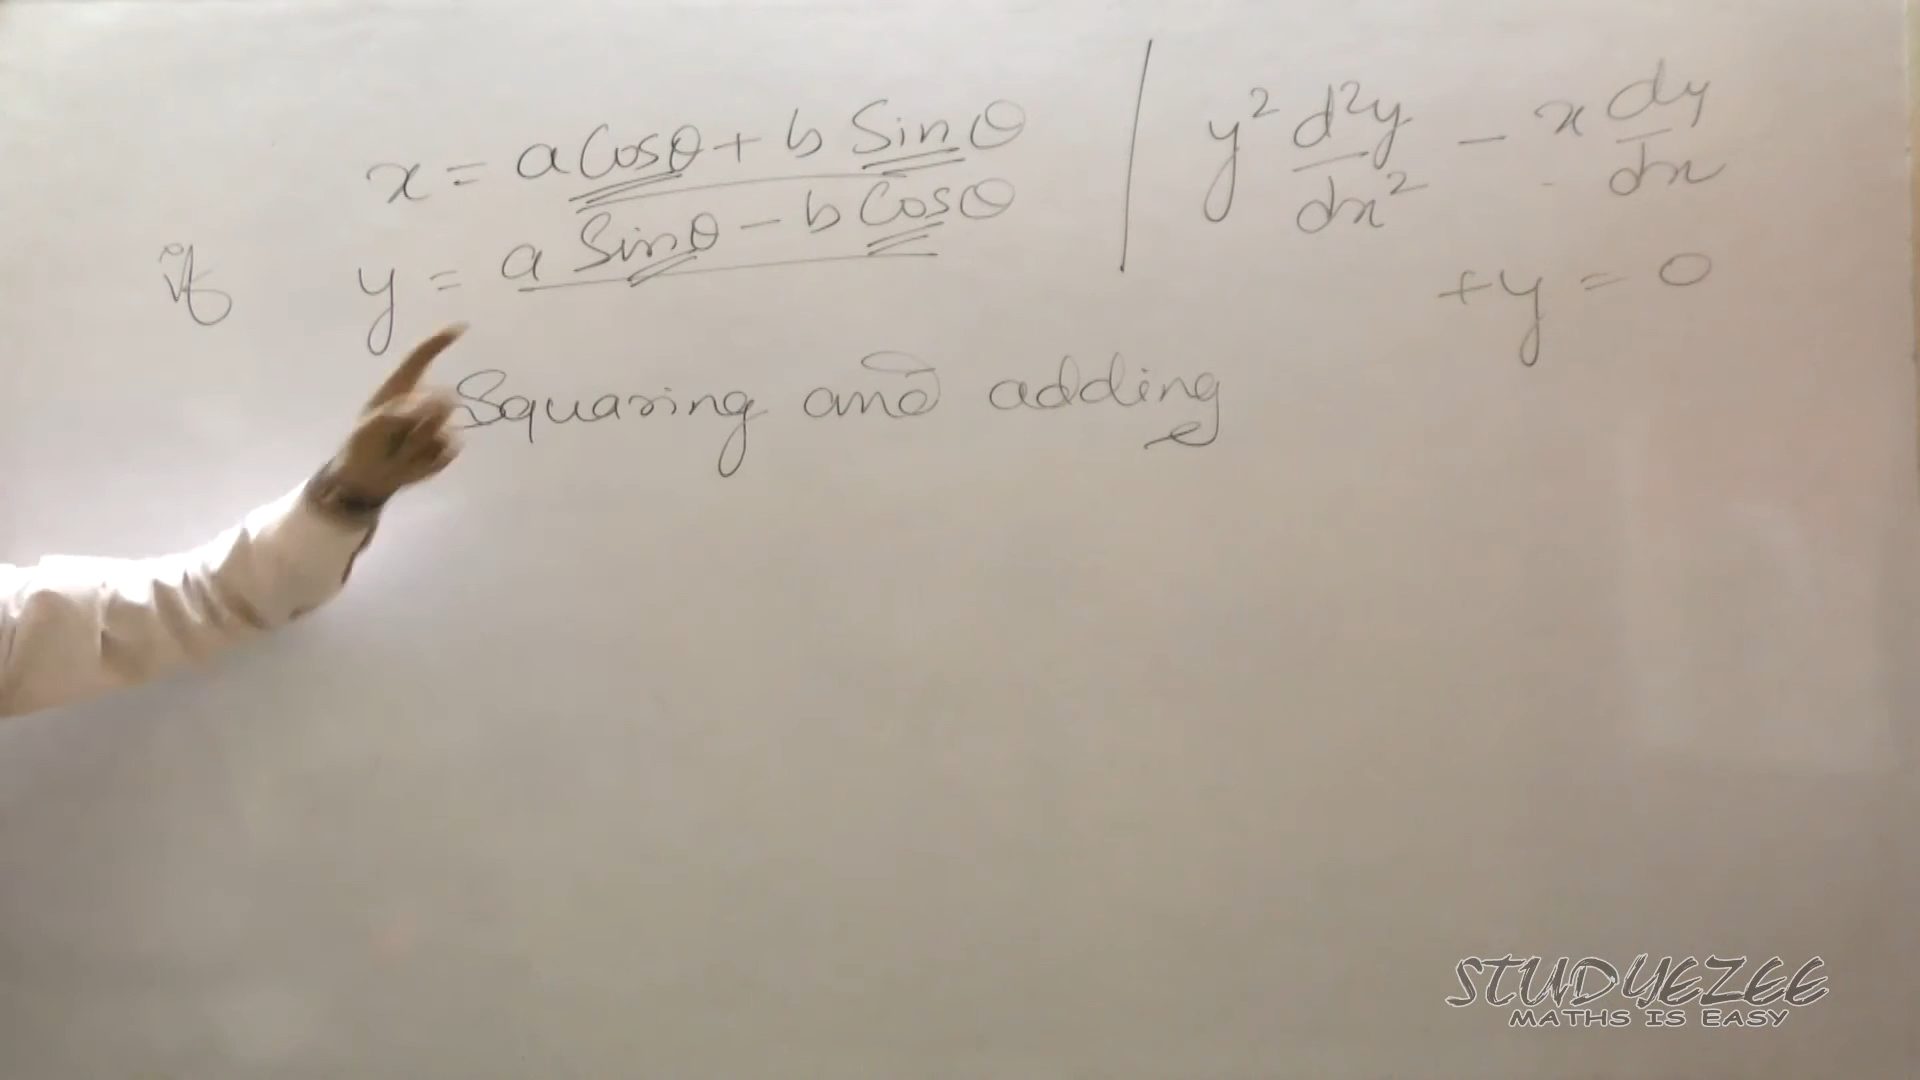 x = a Cosθ + b Sinθ
if y = a Sinθ - b Cosθ
y² d²y/dx² - x dy/dx
+y = 0
Squaring and adding
STUDYEZEE
MATHS IS EASY